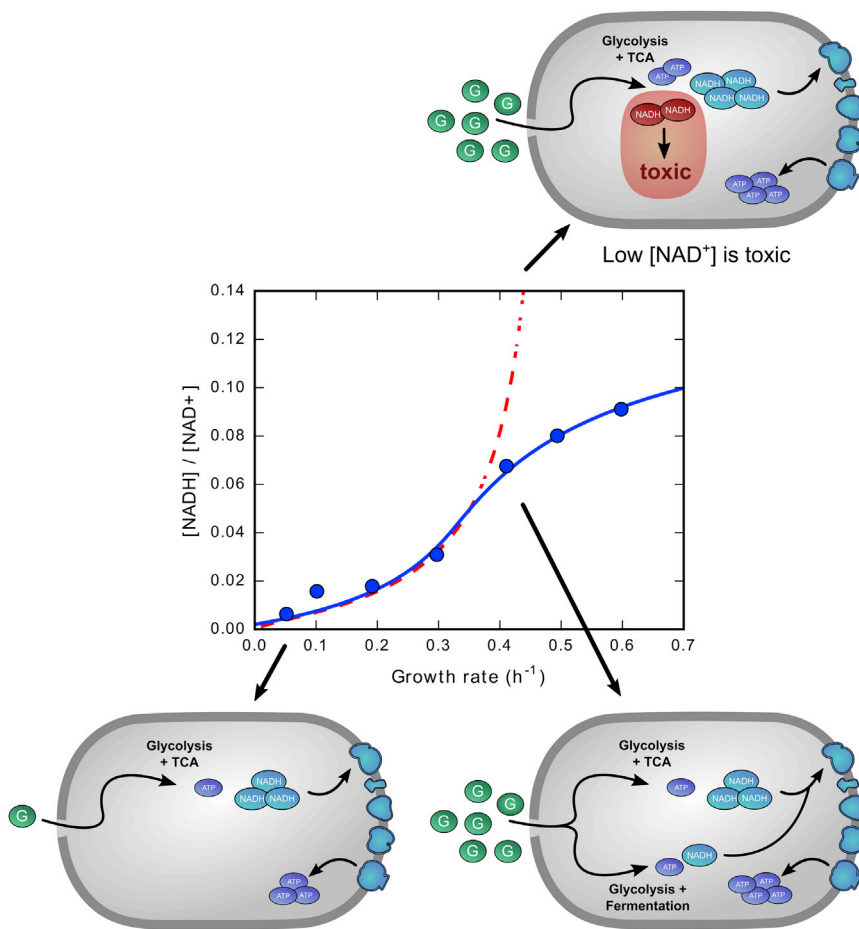 Glycolysis
+ TCA
ATP
ATP
NADH
NADH
NADH
NADH
G
G
G
G
G
G
NADH
NADH
toxic
ATP
ATP
ATP
ATP
Low [NAD⁺] is toxic
[NADH] / [NAD+]
0.14
0.12
0.10
0.08
0.06
0.04
0.02
0.00
0.0 0.1 0.2 0.3 0.4 0.5 0.6 0.7
Growth rate (h⁻¹)
Glycolysis
+ TCA
ATP
NADH
NADH
NADH
G
ATP
ATP
ATP
Glycolysis
+ TCA
ATP
NADH
NADH
NADH
G
G
G
G
G
G
ATP
NADH
Glycolysis +
Fermentation
ATP
ATP
ATP
ATP